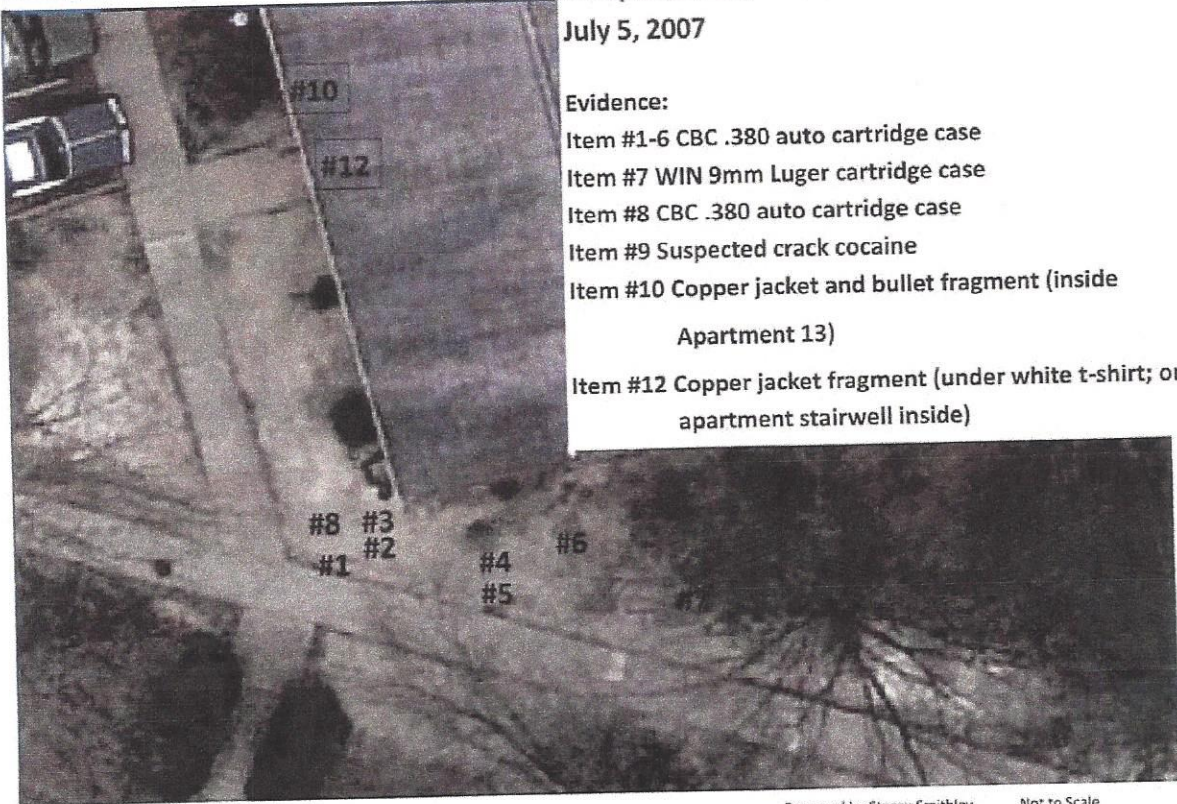 July 5, 2007
Evidence:
Item #1-6 CBC .380 auto cartridge case
Item #7 WIN 9mm Luger cartridge case
Item #8 CBC .380 auto cartridge case
Item #9 Suspected crack cocaine
Item #10 Copper jacket and bullet fragment (inside
Apartment 13)
Item #12 Copper jacket fragment (under white t-shirt;
apartment stairwell inside)
#10
#12
#8 #3
#1 #2
#4 #6
#5
#7
Not to Scale